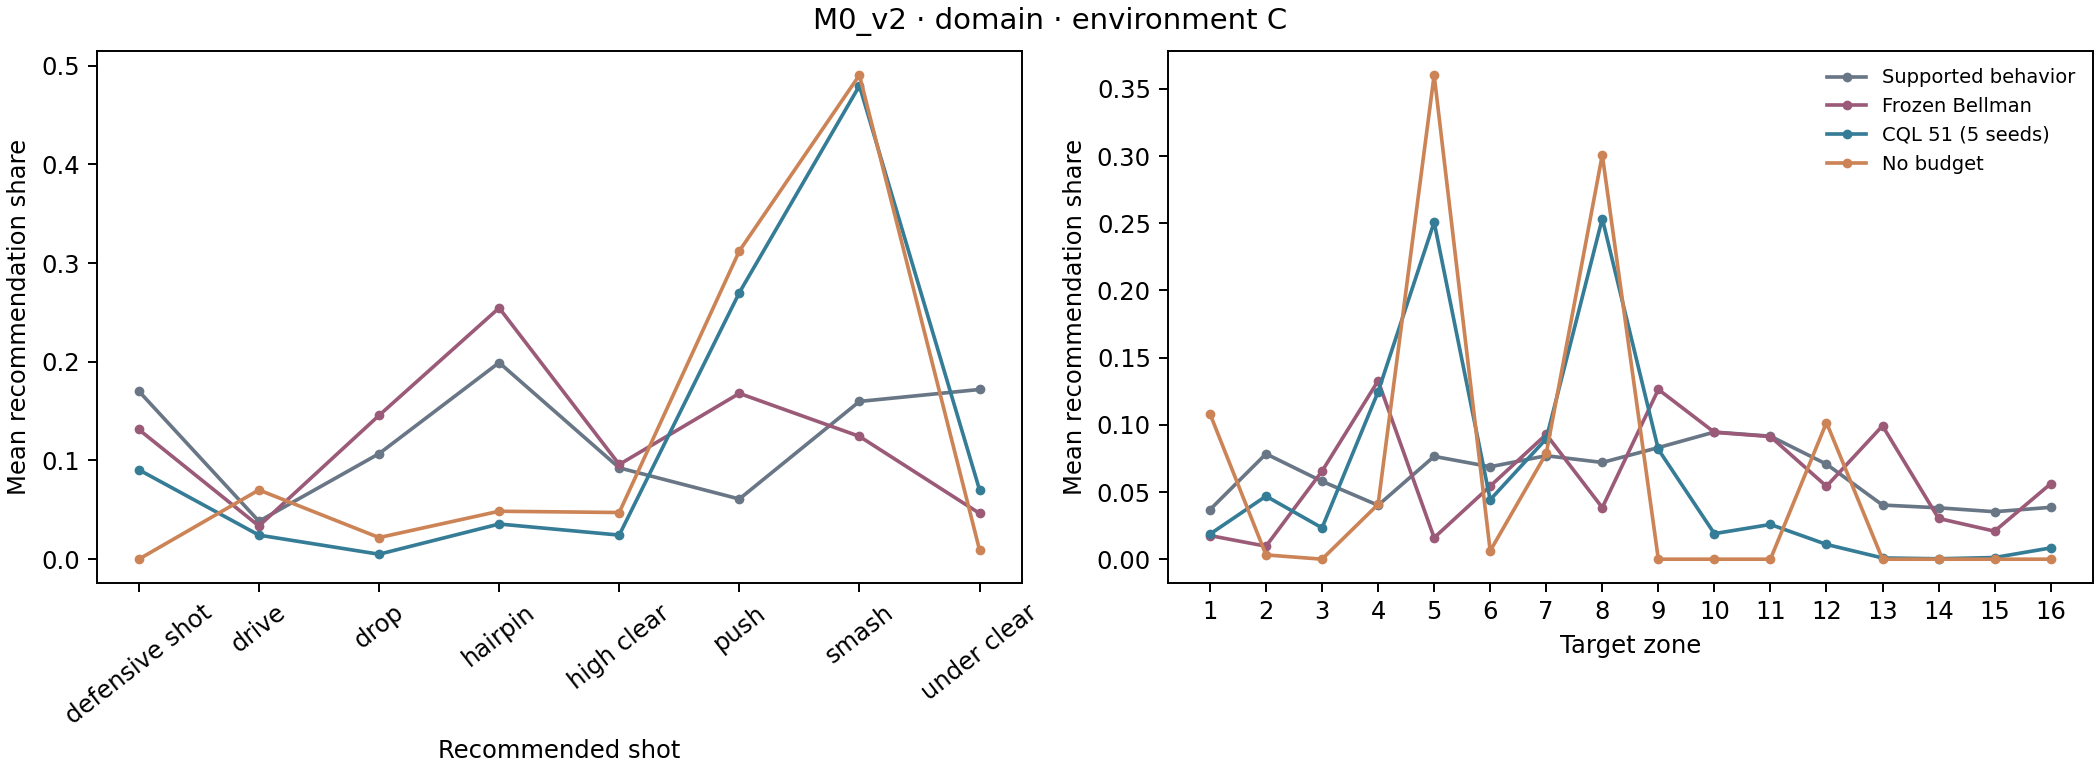 M0_v2 · domain · environment C
Mean recommendation share
0.5
0.4
0.3
0.2
0.1
0.0
defensive shot
drive
drop
hairpin
high clear
push
smash
under clear
Recommended shot
Mean recommendation share
0.35
0.30
0.25
0.20
0.15
0.10
0.05
0.00
1 2 3 4 5 6 7 8 9 10 11 12 13 14 15 16
Target zone
Supported behavior
Frozen Bellman
CQL 51 (5 seeds)
No budget